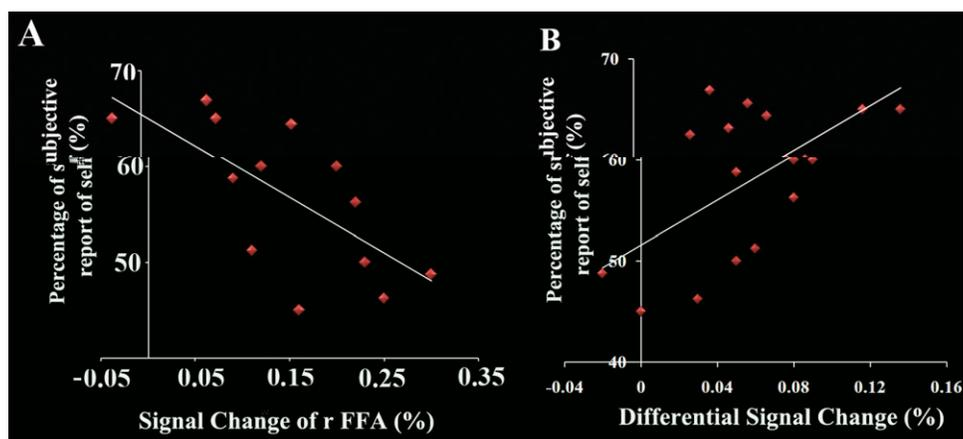 A
70
60
50
Percentage of subjective
report of self (%)
-0.05
0.05
0.15
0.25
0.35
Signal Change of r FFA (%)
B
70
60
50
40
Percentage of subjective
report of self (%)
-0.04
0
0.04
0.08
0.12
0.16
Differential Signal Change (%)